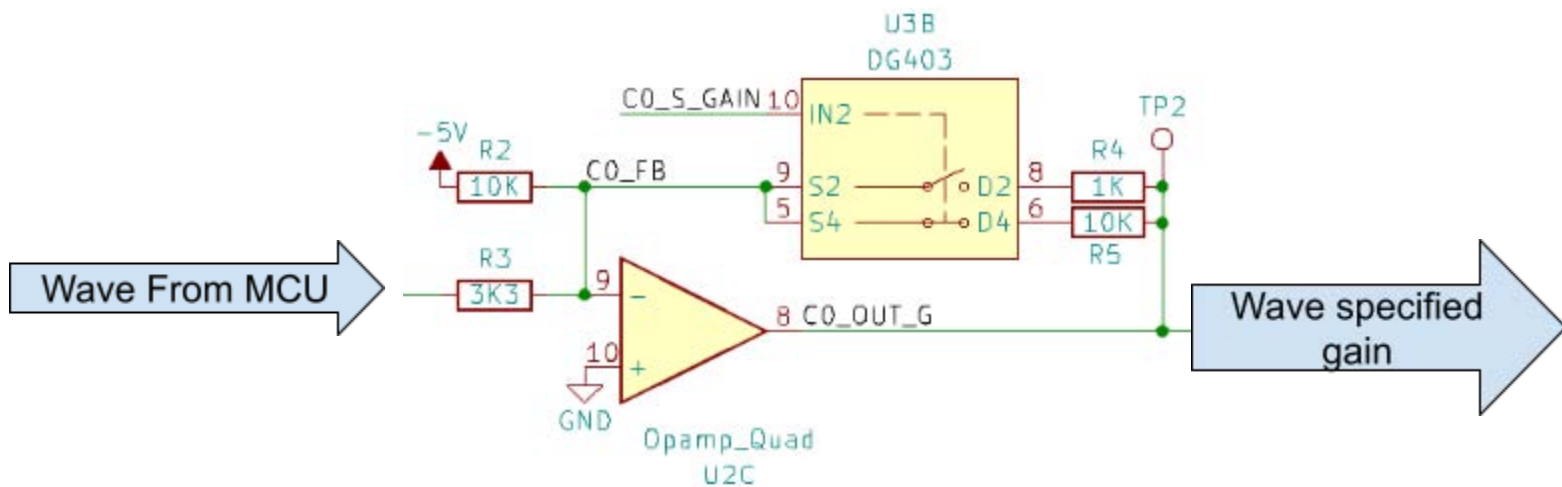 U3B
DG403
C0_S_GAIN
10
IN2
TP2
-5V
R2
10K
C0_FB
9
S2
D2
8
R4
1K
5
S4
D4
6
10K
R5
Wave From MCU
R3
3K3
9
-
8
C0_OUT_G
10
+
GND
Opamp_Quad
U2C
Wave specified
gain